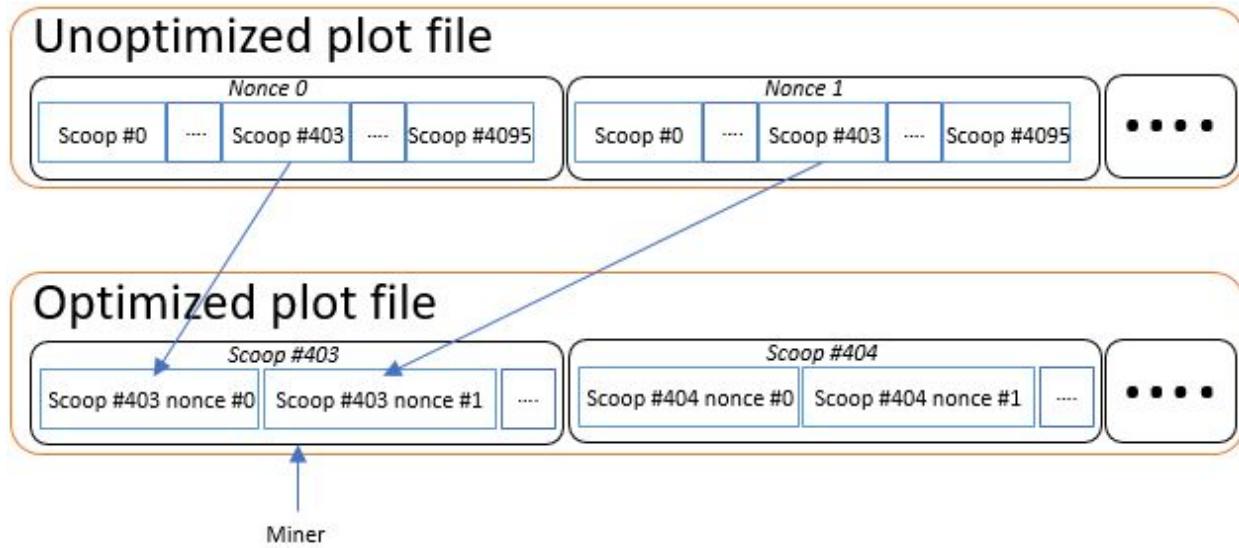 Unoptimized plot file
Nonce 0
Scoop #0 .... Scoop #403 .... Scoop #4095
Nonce 1
Scoop #0 .... Scoop #403 .... Scoop #4095
....
Optimized plot file
Scoop #403
Scoop #403 nonce #0 Scoop #403 nonce #1 ....
Scoop #404
Scoop #404 nonce #0 Scoop #404 nonce #1 ....
....
Miner